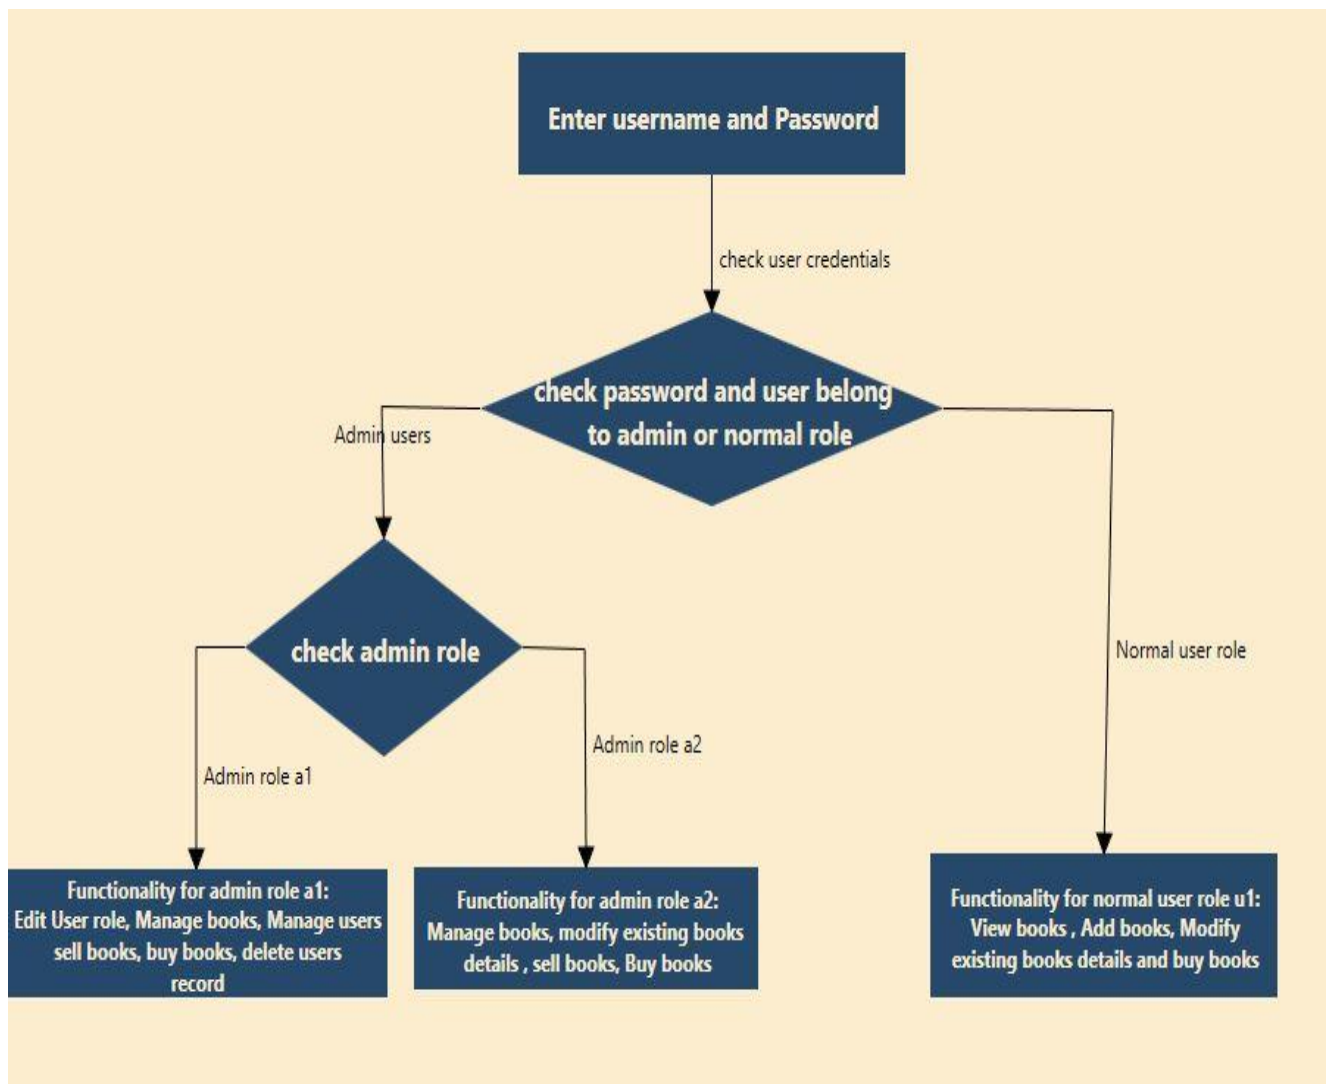 Enter username and Password
check user credentials
check password and user belong
to admin or normal role
Admin users
check admin role
Normal user role
Admin role a2
Admin role a1
Functionality for admin role a1:
Edit User role, Manage books, Manage users
sell books, buy books, delete users
record
Functionality for admin role a2:
Manage books, modify existing books
details , sell books, Buy books
Functionality for normal user role u1:
View books , Add books, Modify
existing books details and buy books